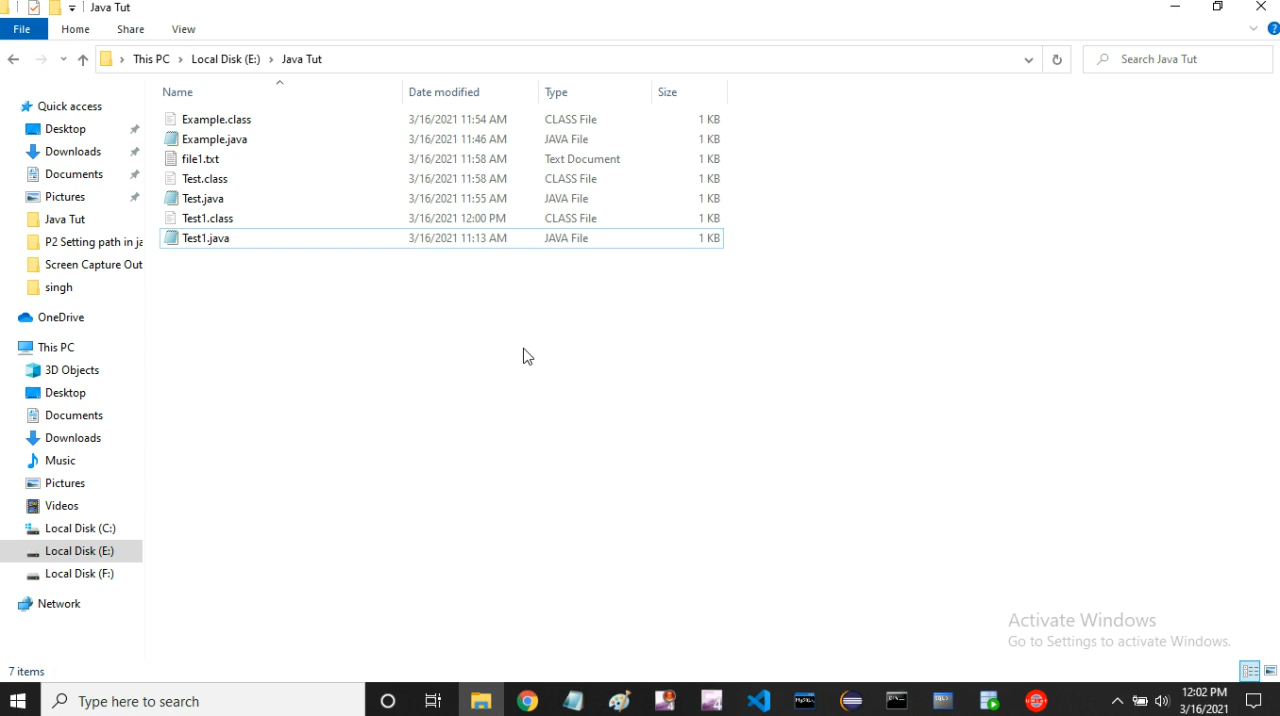 Java Tut
File Home Share View
This PC Local Disk (E:) Java Tut Search Java Tut
Name Date modified Type Size
Example.class 3/16/2021 11:54 AM CLASS File 1 KB
Example.java 3/16/2021 11:46 AM JAVA File 1 KB
file1.txt 3/16/2021 11:58 AM Text Document 1 KB
Test.class 3/16/2021 11:58 AM CLASS File 1 KB
Test.java 3/16/2021 11:55 AM JAVA File 1 KB
Test1.class 3/16/2021 12:00 PM CLASS File 1 KB
Test1.java 3/16/2021 11:13 AM JAVA File 1 KB
Quick access
Desktop
Downloads
Documents
Pictures
Java Tut
P2 Setting path in ja
Screen Capture Out
singh
OneDrive
This PC
3D Objects
Desktop
Documents
Downloads
Music
Pictures
Videos
Local Disk (C:)
Local Disk (E:)
Local Disk (F:)
Network
Activate Windows
Go to Settings to activate Windows.
7 items
Type here to search
12:02 PM
3/16/2021